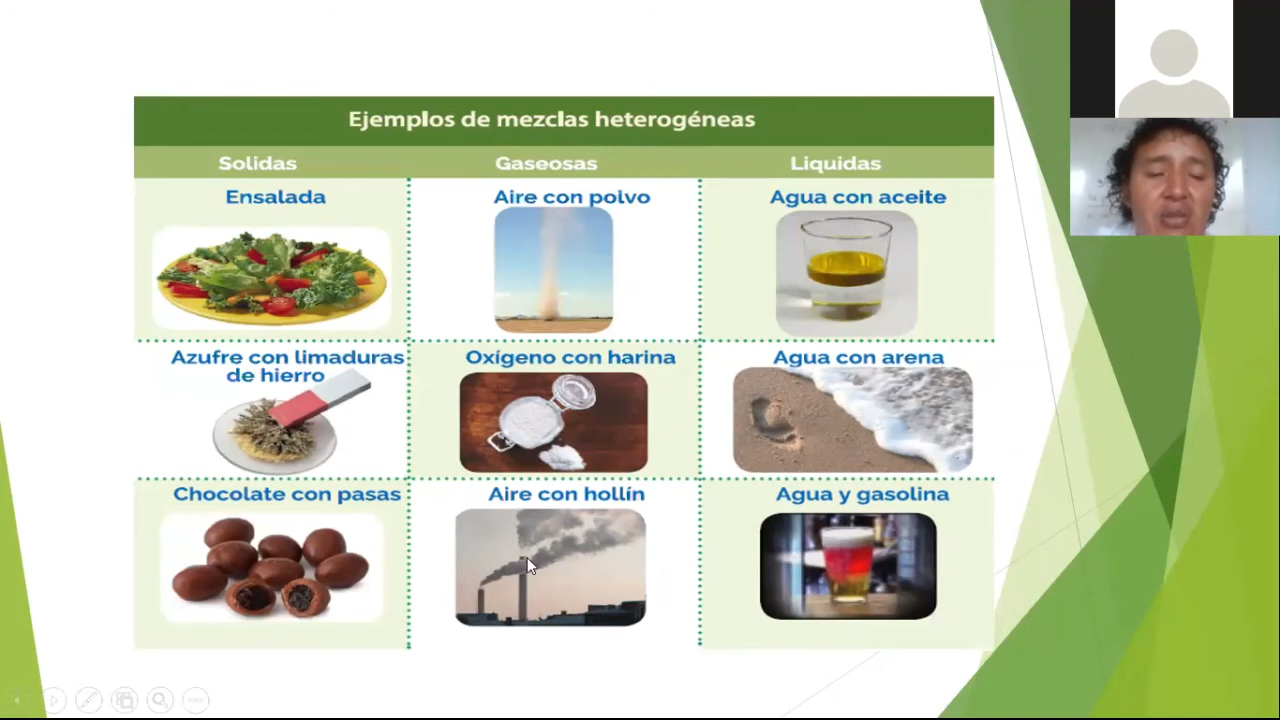 Ejemplos de mezclas heterogéneas
Solidas
Gaseosas
Liquidas
Ensalada
Aire con polvo
Agua con aceite
Azufre con limaduras
de hierro
Oxígeno con harina
Agua con arena
Chocolate con pasas
Aire con hollín
Agua y gasolina